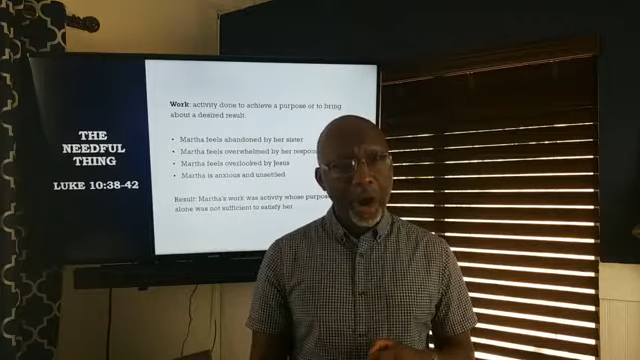 THE
NEEDFUL
THING
LUKE 10:38-42
Work: activity done to achieve a purpose or to bring
about a desired result.
• Martha feels abandoned by her sister
• Martha feels overwhelmed by her
• Martha feels overlooked by Jesus
• Martha is anxious and unsettled
Result: Martha's work was activity whose
alone was not sufficient to satisfy her.